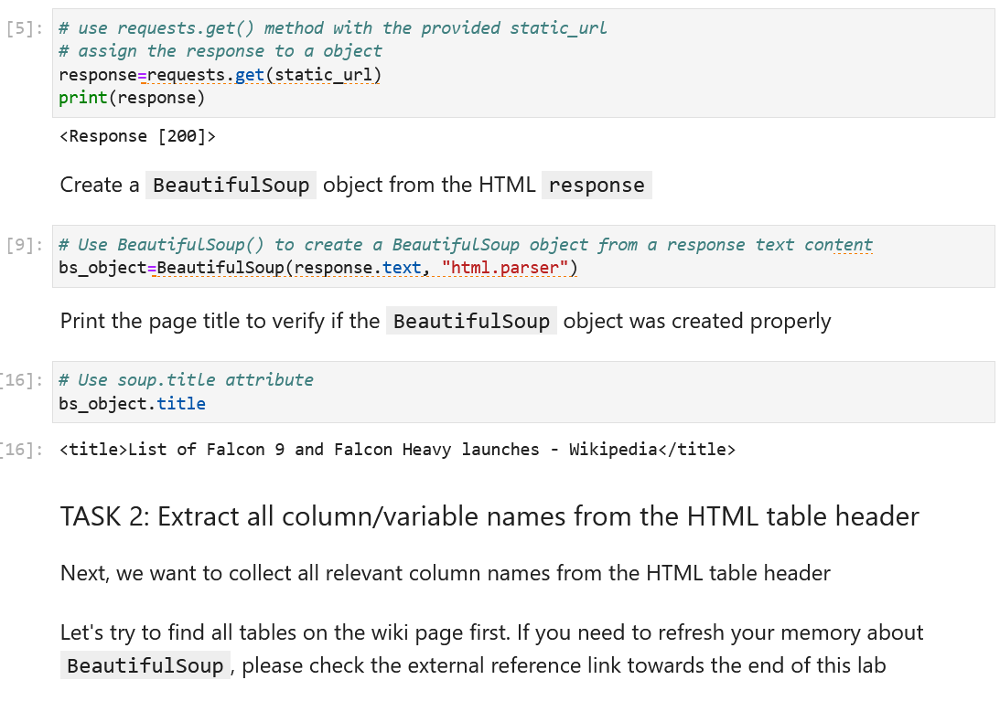 [5]: # use requests.get() method with the provided static_url
# assign the response to a object
response=requests.get(static_url)
print(response)
<Response [200]>
Create a BeautifulSoup object from the HTML response
[9]: # Use BeautifulSoup() to create a BeautifulSoup object from a response text content
bs_object=BeautifulSoup(response.text, "html.parser")
Print the page title to verify if the BeautifulSoup object was created properly
[16]: # Use soup.title attribute
bs_object.title
[16]: <title>List of Falcon 9 and Falcon Heavy launches - Wikipedia</title>
TASK 2: Extract all column/variable names from the HTML table header
Next, we want to collect all relevant column names from the HTML table header
Let's try to find all tables on the wiki page first. If you need to refresh your memory about
BeautifulSoup, please check the external reference link towards the end of this lab